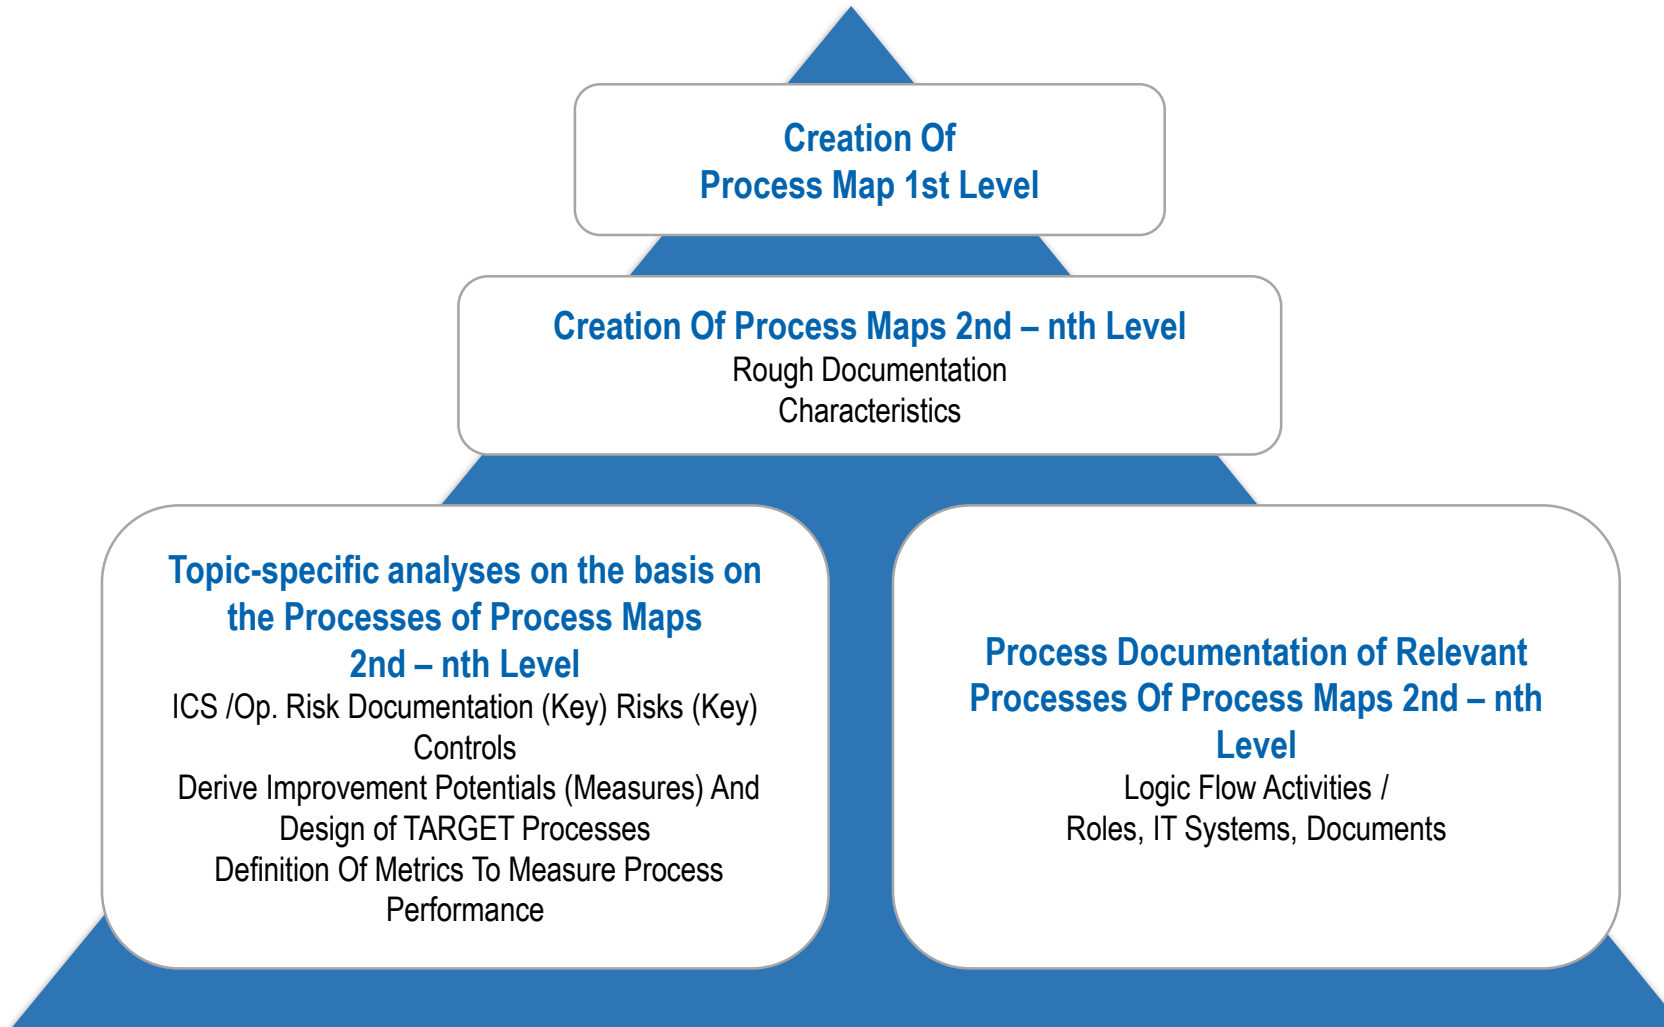 Creation Of
Process Map 1st Level
Creation Of Process Maps 2nd – nth Level
Rough Documentation
Characteristics
Topic-specific analyses on the basis on
the Processes of Process Maps
2nd – nth Level
ICS /Op. Risk Documentation (Key) Risks (Key)
Controls
Derive Improvement Potentials (Measures) And
Design of TARGET Processes
Definition Of Metrics To Measure Process
Performance
Process Documentation of Relevant
Processes Of Process Maps 2nd – nth
Level
Logic Flow Activities /
Roles, IT Systems, Documents